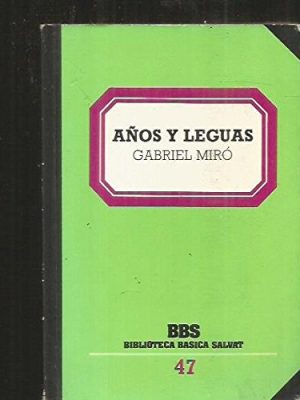 AÑOS Y LEGUAS
GABRIEL MIRÓ
BBS
BIBLIOTECA BASICA SALVAT
47